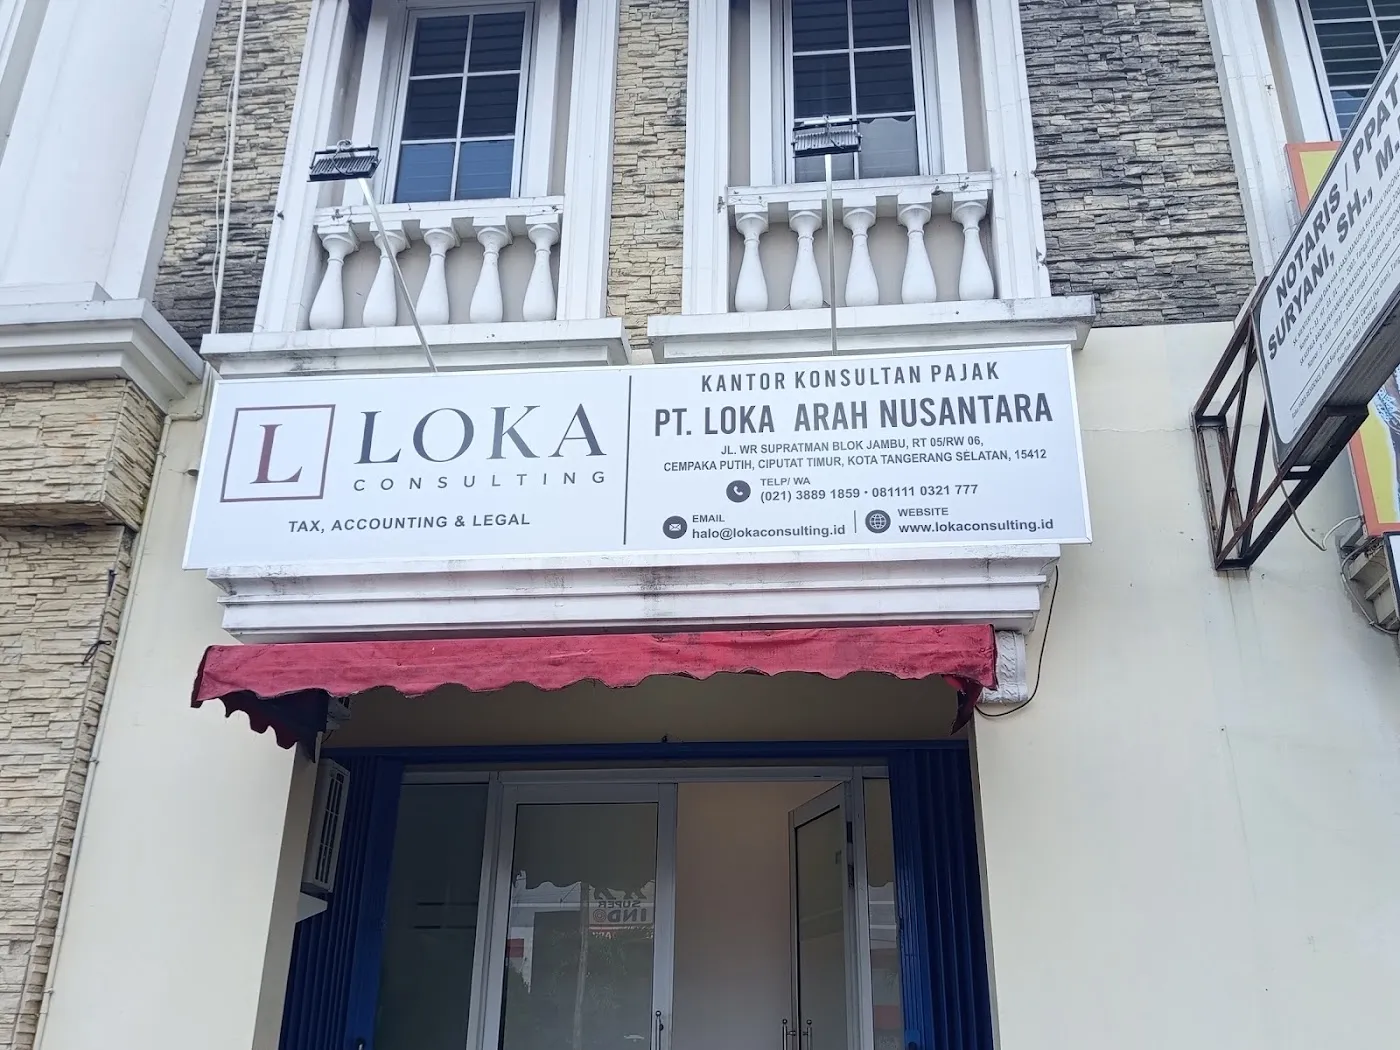 L
LOKA
CONSULTING
TAX, ACCOUNTING & LEGAL
KANTOR KONSULTAN PAJAK
PT. LOKA ARAH NUSANTARA
JL. WR SUPRATMAN BLOK JAMBU, RT 05/RW 06,
CEMPAKA PUTIH, CIPUTAT TIMUR, KOTA TANGERANG SELATAN, 15412
TELP/ WA
(021) 3889 1859 • 081111 0321 777
EMAIL
halo@lokaconsulting.id
WEBSITE
www.lokaconsulting.id
NOTARIS / PPAT
SURYANI, SH., M.
SUPER
INDO